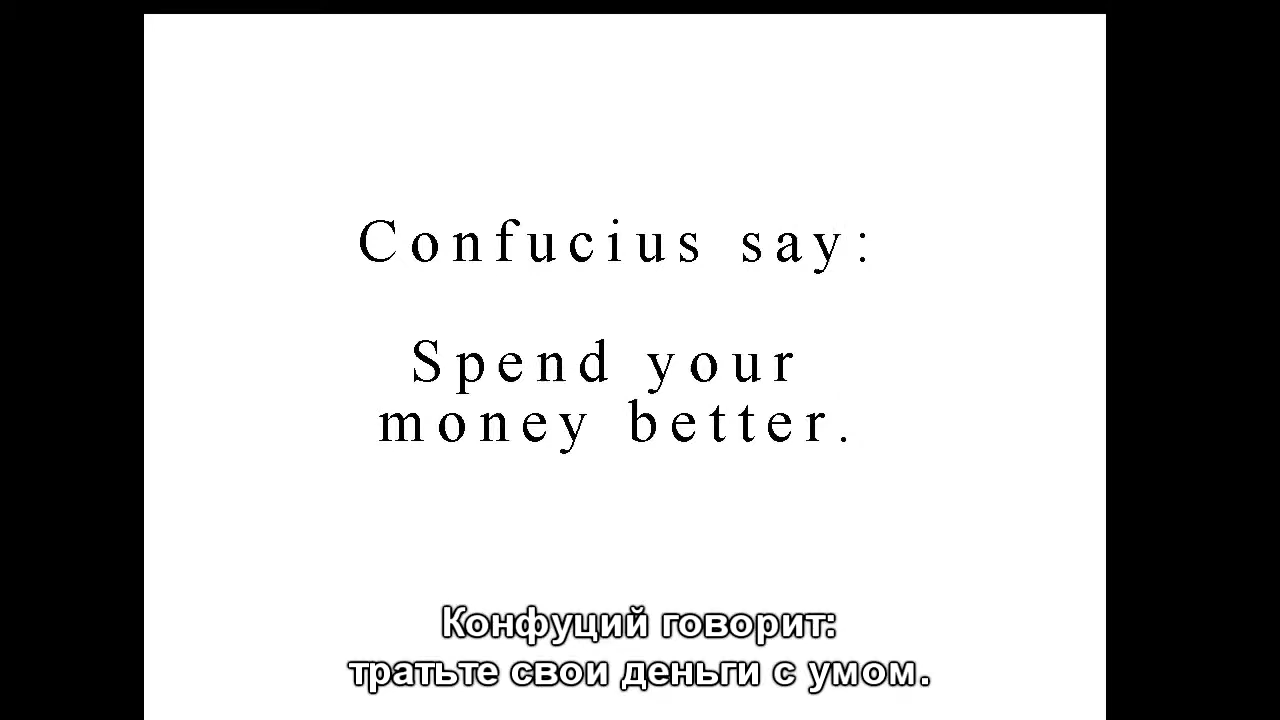 Confucius say:
Spend your
money better.
Конфуций говорит:
тратьте свои деньги с умом.